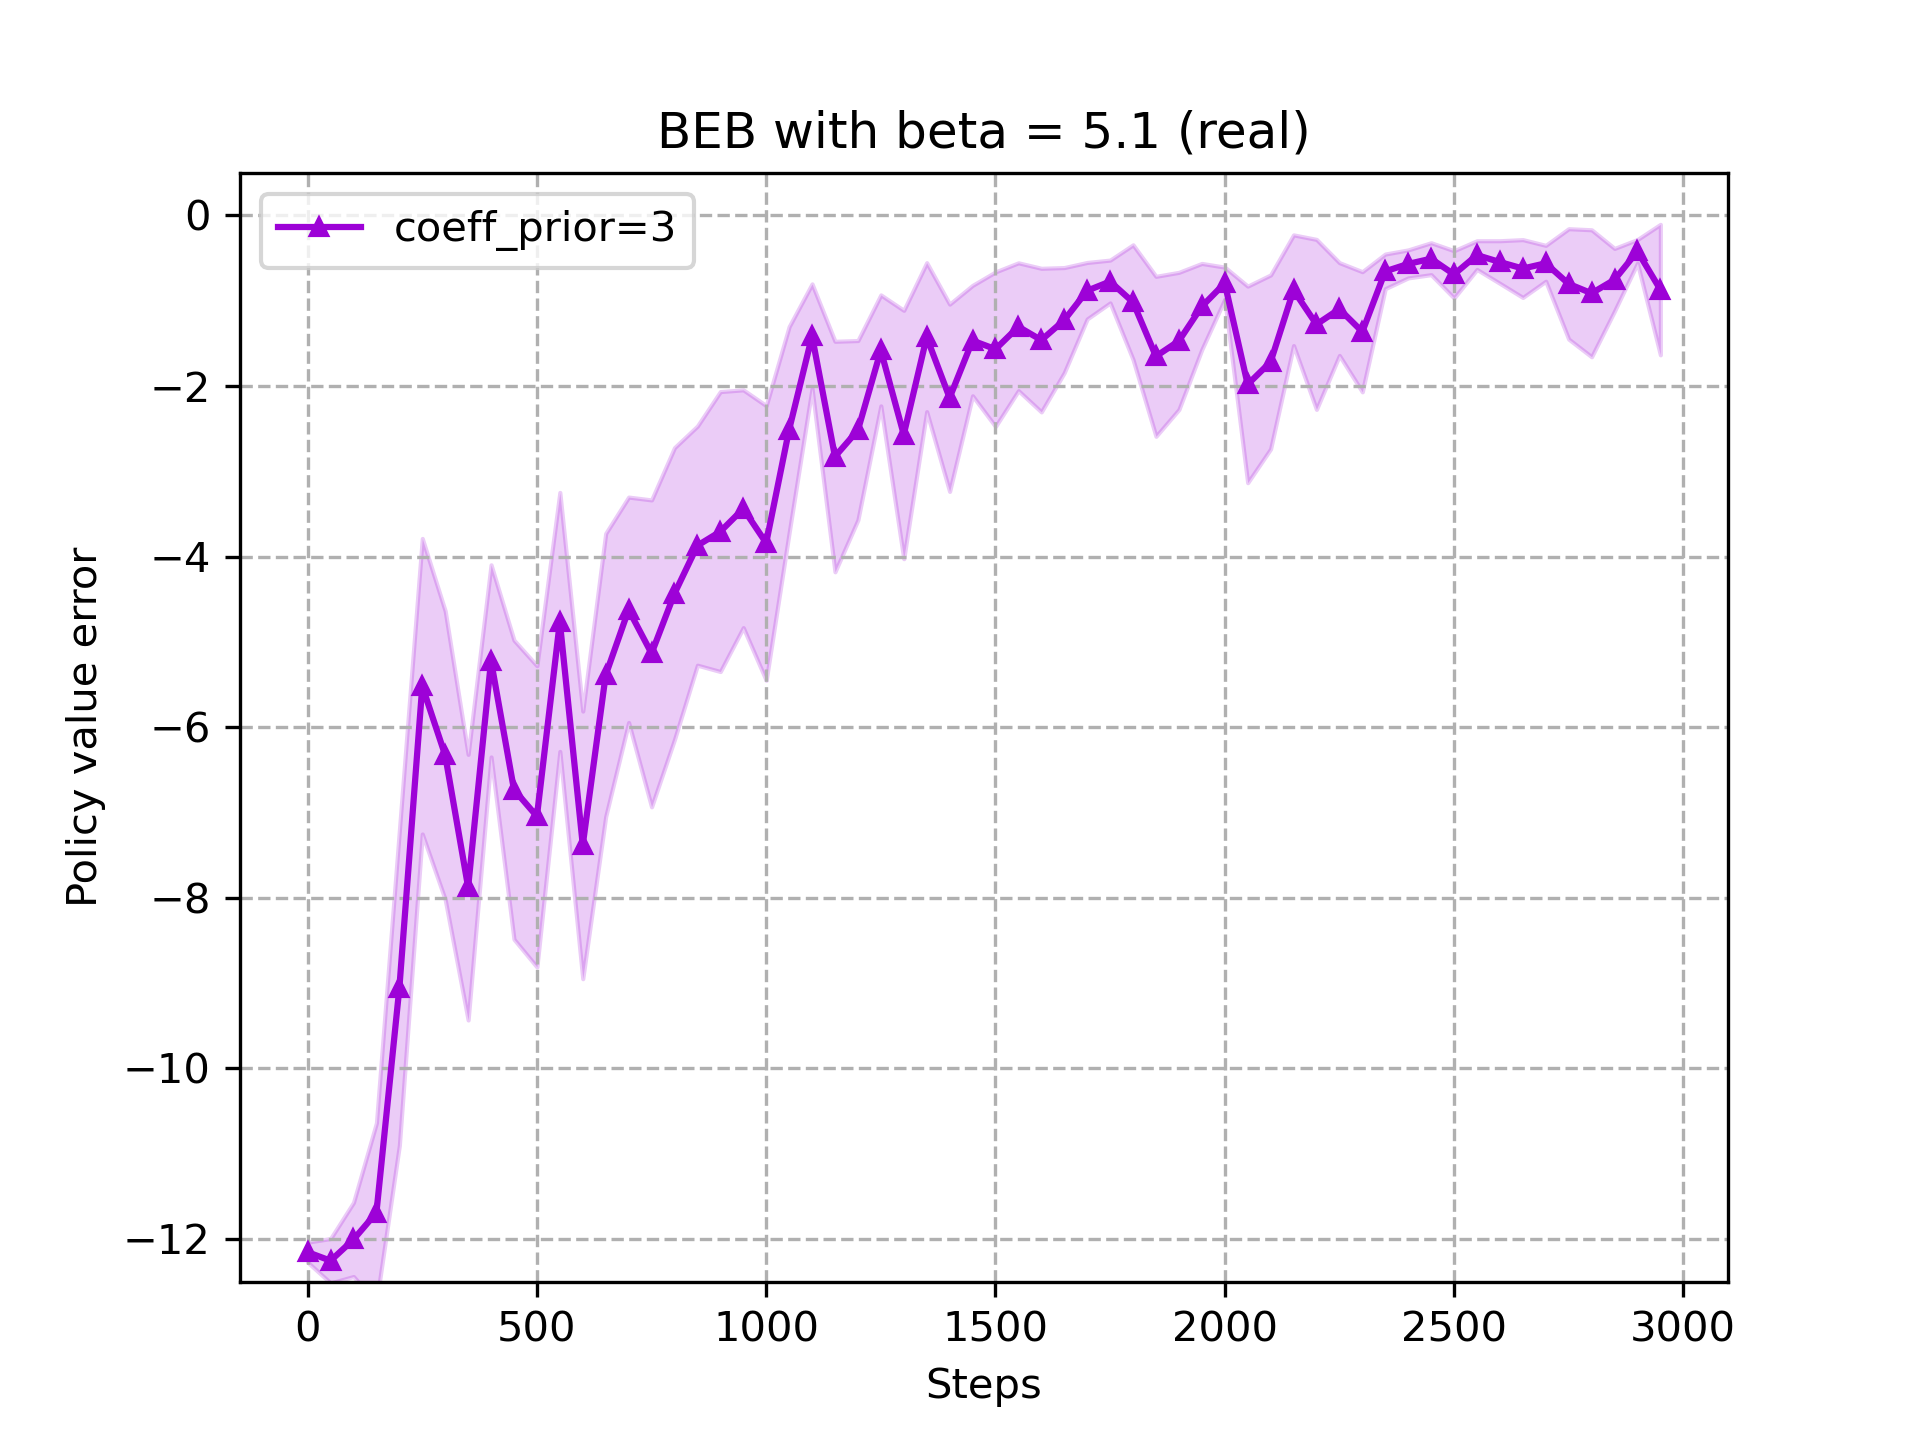 BEB with beta = 5.1 (real)
coeff_prior=3
Policy value error
0
−2
−4
−6
−8
−10
−12
0 500 1000 1500 2000 2500 3000
Steps